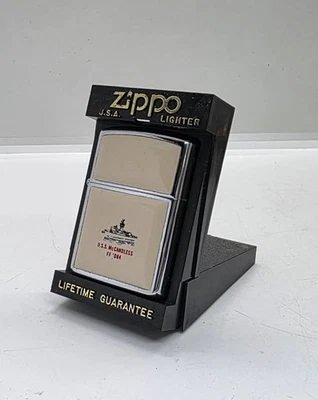 Zippo
U.S.A. LIGHTER
U.S.S. McCANDLESS
FF 1084
LIFETIME GUARANTEE